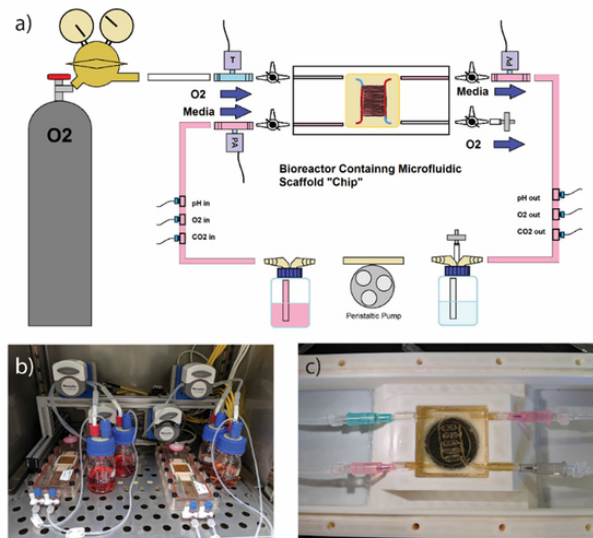 a)
T
O2
O2
Media
Media
PA
O2
Bioreactor Containng Microfluidic
Scaffold "Chip"
pH in
O2 in
CO2 in
pH out
O2 out
CO2 out
Peristaltic Pump
b)
c)